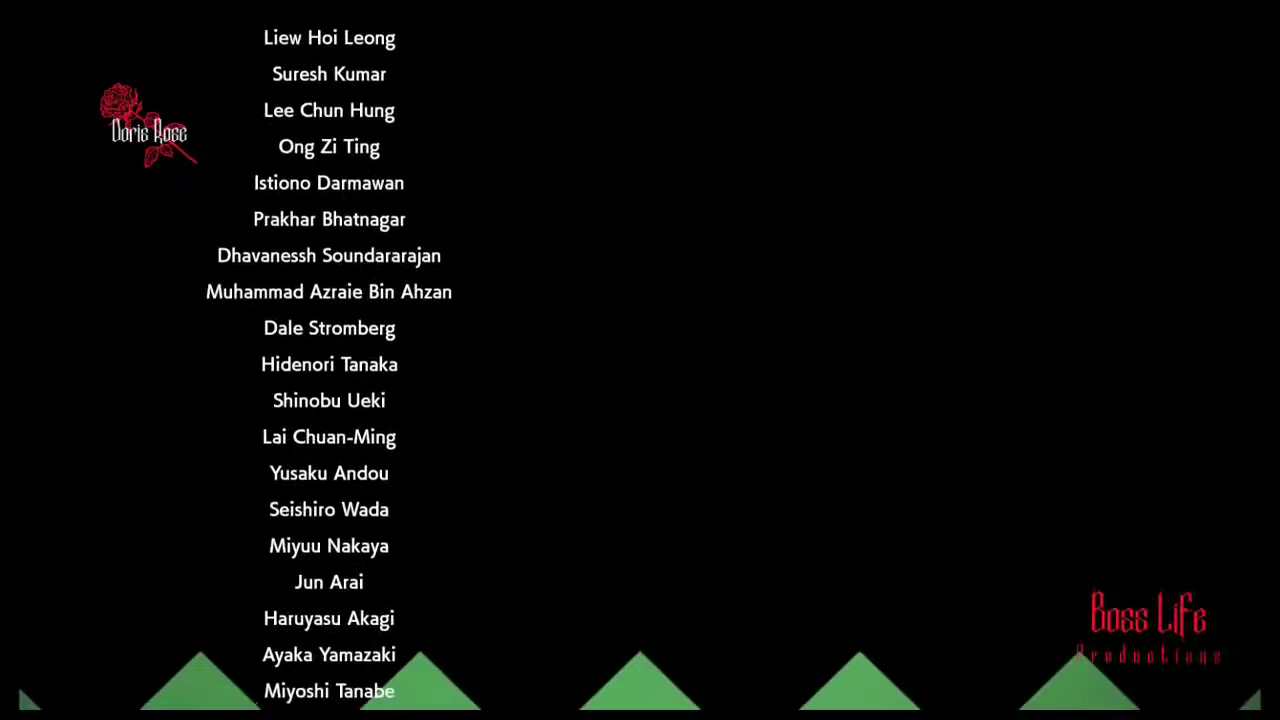 Liew Hoi Leong
Suresh Kumar
Lee Chun Hung
Ong Zi Ting
Istiono Darmawan
Prakhar Bhatnagar
Dhavanessh Soundararajan
Muhammad Azraie Bin Ahzan
Dale Stromberg
Hidenori Tanaka
Shinobu Ueki
Lai Chuan-Ming
Yusaku Andou
Seishiro Wada
Miyuu Nakaya
Jun Arai
Haruyasu Akagi
Ayaka Yamazaki
Miyoshi Tanabe
Doris Rose
Boss Life
Productions